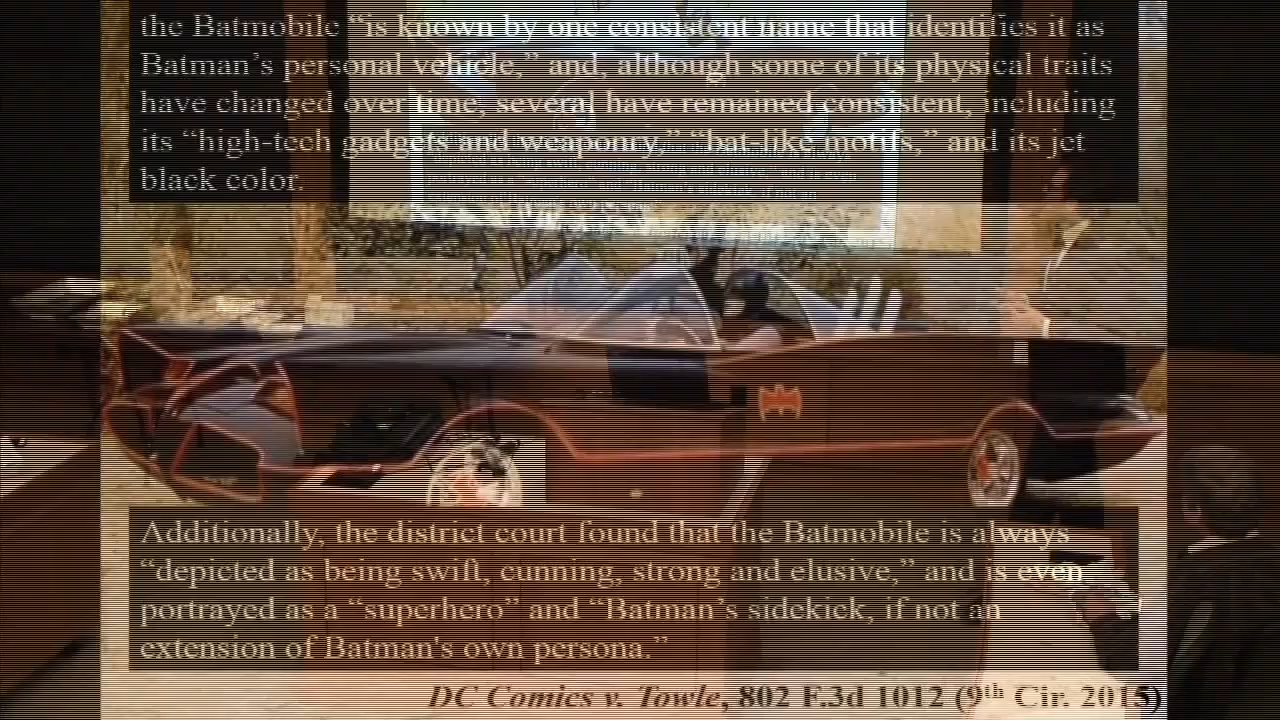 the Batmobile “is known by one consistent name that identifies it as
Batman’s personal vehicle,” and, although some of its physical traits
have changed over time, several have remained consistent, including
its “high-tech gadgets and weaponry,” “bat-like motifs,” and its jet
black color.
Additionally, the district court found that the Batmobile is always
“depicted as being swift, cunning, strong and elusive,” and is even
portrayed as a “superhero” and “Batman’s sidekick, if not an
extension of Batman's own persona.”
DC Comics v. Towle, 802 F.3d 1012 (9th Cir. 2015)